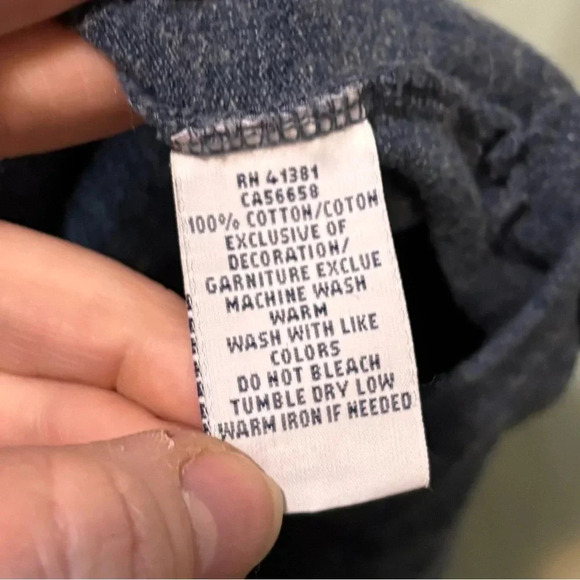 RN 41381
CA56658
100% COTTON/COTON
EXCLUSIVE OF
DECORATION/
GARNITURE EXCLUE
MACHINE WASH
WARM
WASH WITH LIKE
COLORS
DO NOT BLEACH
TUMBLE DRY LOW
WARM IRON IF NEEDED